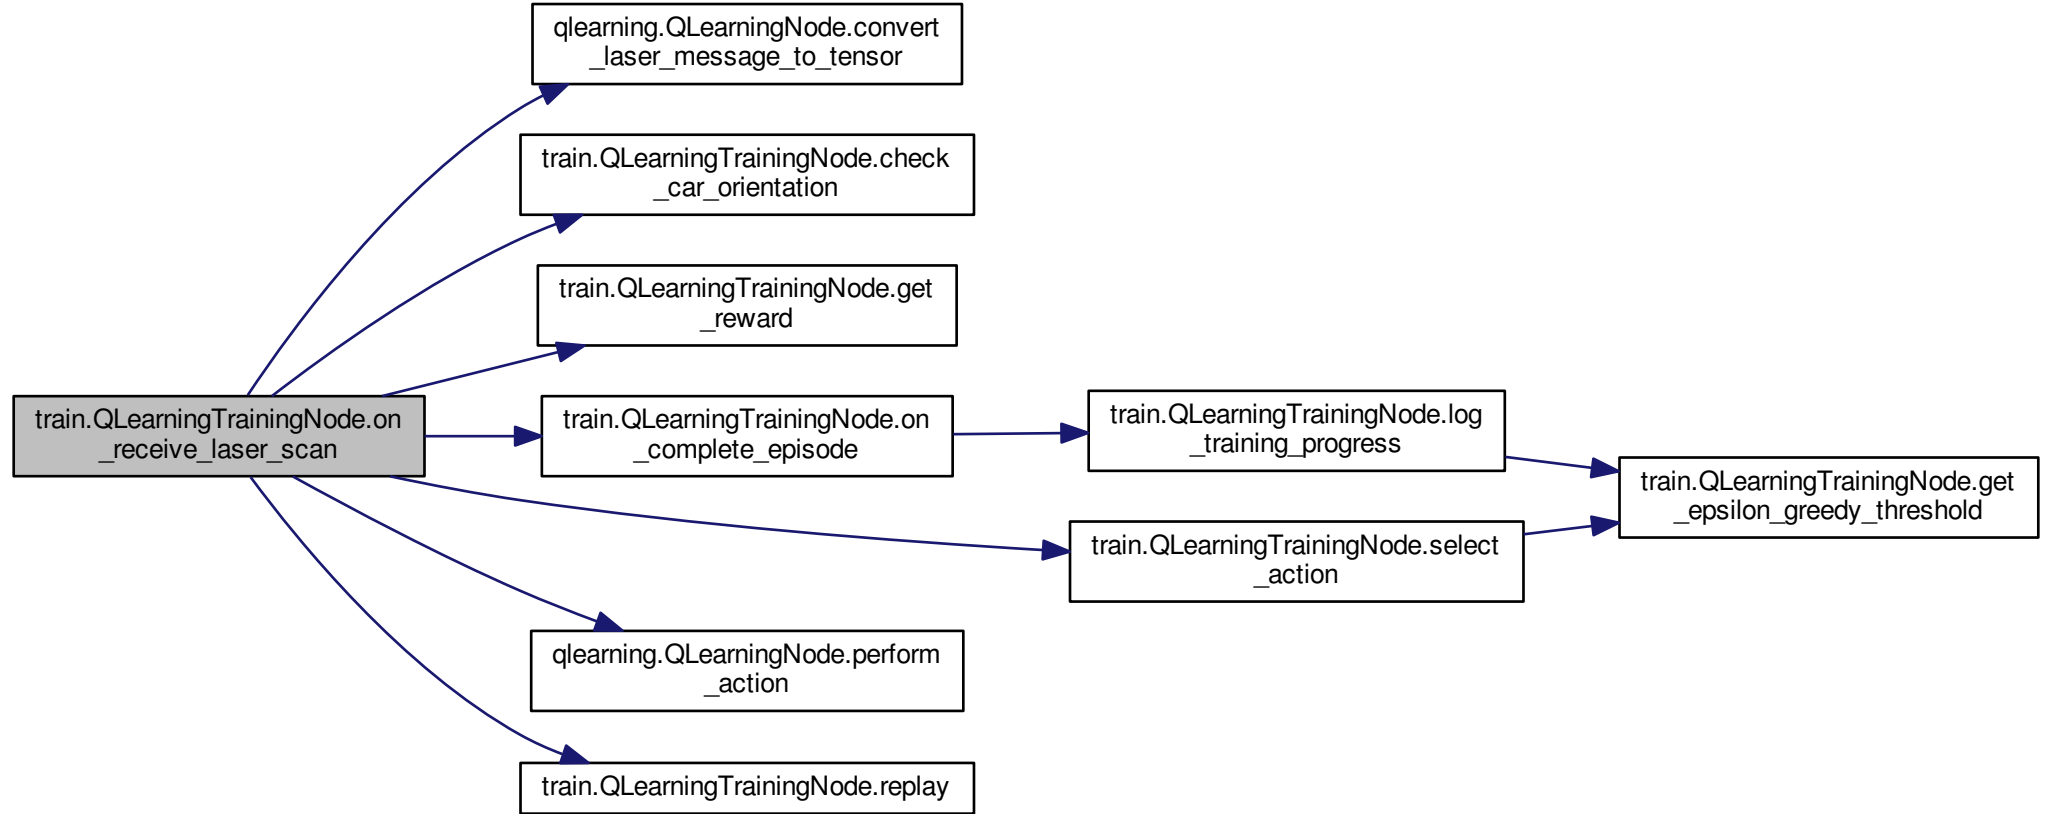 qlearning.QLearningNode.convert
_laser_message_to_tensor
train.QLearningTrainingNode.check
_car_orientation
train.QLearningTrainingNode.get
_reward
train.QLearningTrainingNode.on
_receive_laser_scan
train.QLearningTrainingNode.on
_complete_episode
train.QLearningTrainingNode.log
_training_progress
train.QLearningTrainingNode.get
_epsilon_greedy_threshold
train.QLearningTrainingNode.select
_action
qlearning.QLearningNode.perform
_action
train.QLearningTrainingNode.replay